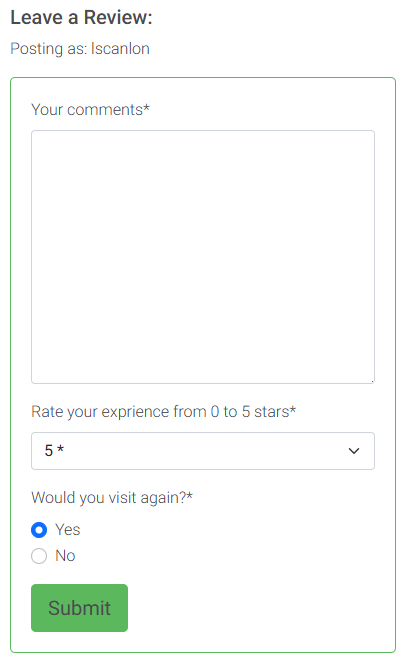 Leave a Review:
Posting as: lscanlon
Your comments*
Rate your exprience from 0 to 5 stars*
5 *
Would you visit again?*
Yes
No
Submit